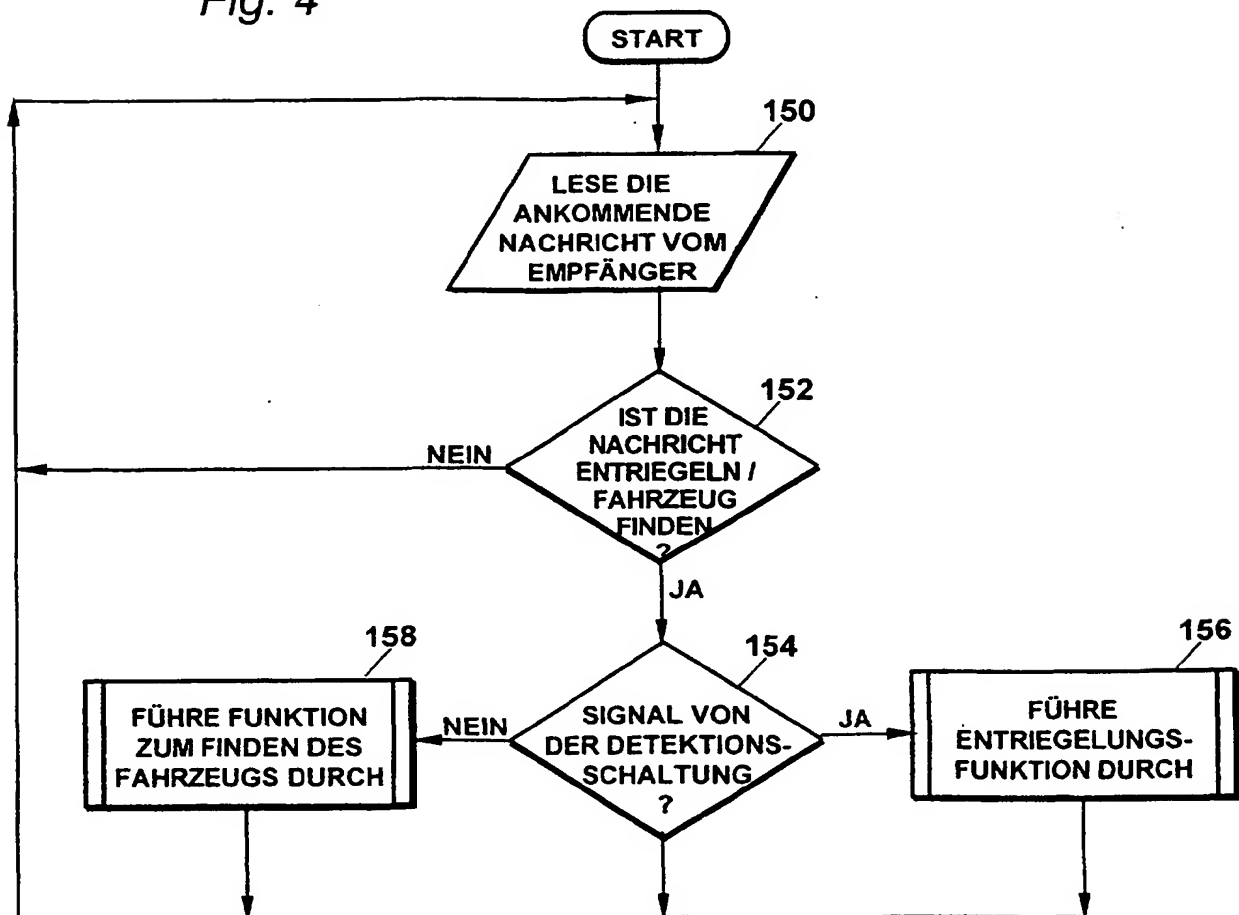 Fig. 4
START
150
LESE DIE
ANKOMMENDE
NACHRICHT VOM
EMPFÄNGER
152
IST DIE
NACHRICHT
ENTRIEGELN /
FAHRZEUG
FINDEN
?
NEIN
JA
158
154
156
FÜHRE FUNKTION
ZUM FINDEN DES
FAHRZEUGS DURCH
NEIN
SIGNAL VON
DER DETEKTIONS-
SCHALTUNG
?
JA
FÜHRE
ENTRIEGELUNGS-
FUNKTION DURCH